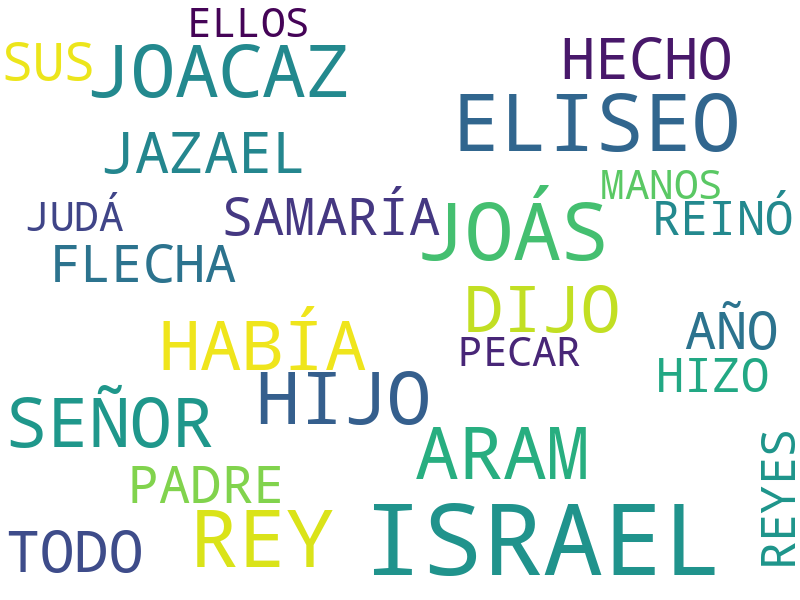 ELLOS
SUS
JOACAZ
HECHO
ELISEO
JAZAEL
MANOS
JUDÁ
SAMARÍA
JOÁS
REINÓ
FLECHA
DIJO
HABÍA
AÑO
PECAR
HIZO
HIJO
SEÑOR
ARAM
PADRE
REYES
REY
ISRAEL
TODO